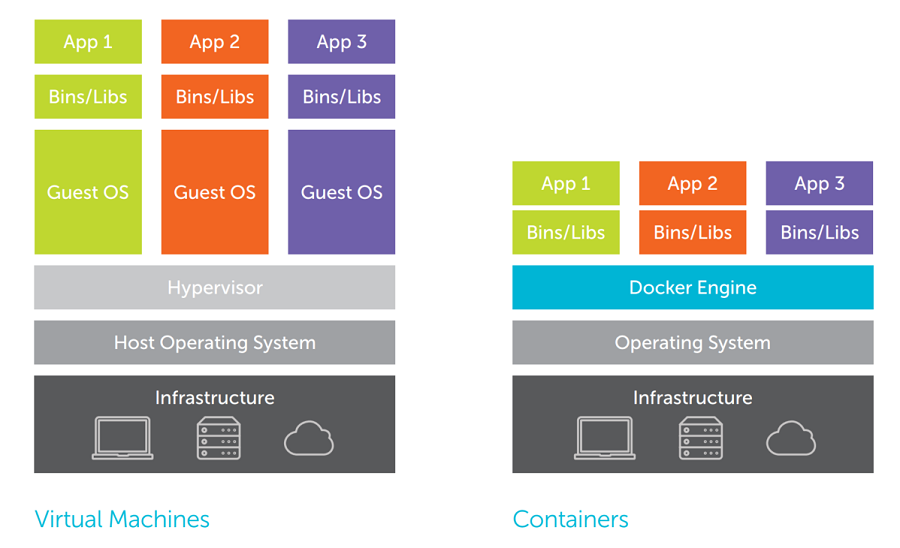 App 1
App 2
App 3
Bins/Libs
Bins/Libs
Bins/Libs
Guest OS
Guest OS
Guest OS
Hypervisor
Host Operating System
Infrastructure
Virtual Machines
App 1
App 2
App 3
Bins/Libs
Bins/Libs
Bins/Libs
Docker Engine
Operating System
Infrastructure
Containers